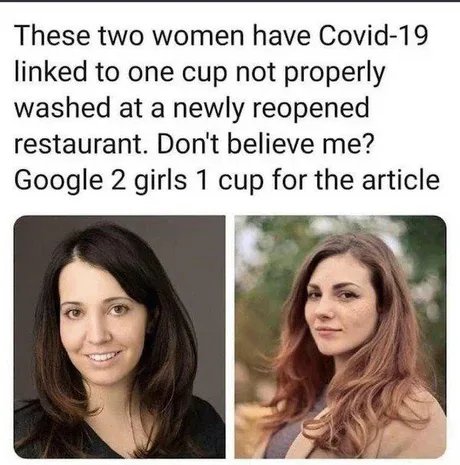 These two women have Covid-19
linked to one cup not properly
washed at a newly reopened
restaurant. Don't believe me?
Google 2 girls 1 cup for the article